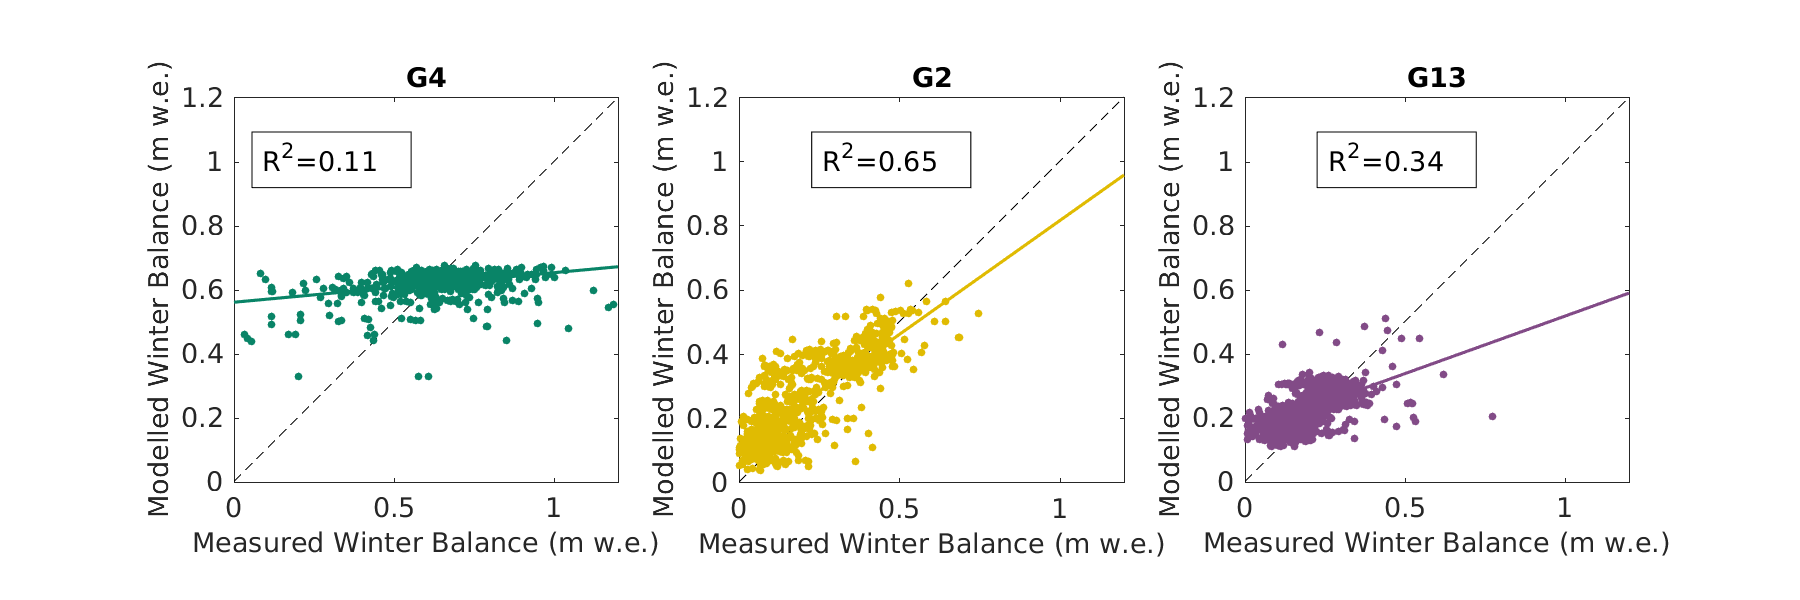 G4
Modelled Winter Balance (m w.e.)
1.2
1
0.8
0.6
0.4
0.2
0
R²=0.11
0 0.5 1
Measured Winter Balance (m w.e.)
G2
Modelled Winter Balance (m w.e.)
1.2
1
0.8
0.6
0.4
0.2
0
R²=0.65
0 0.5 1
Measured Winter Balance (m w.e.)
G13
Modelled Winter Balance (m w.e.)
1.2
1
0.8
0.6
0.4
0.2
0
R²=0.34
0 0.5 1
Measured Winter Balance (m w.e.)